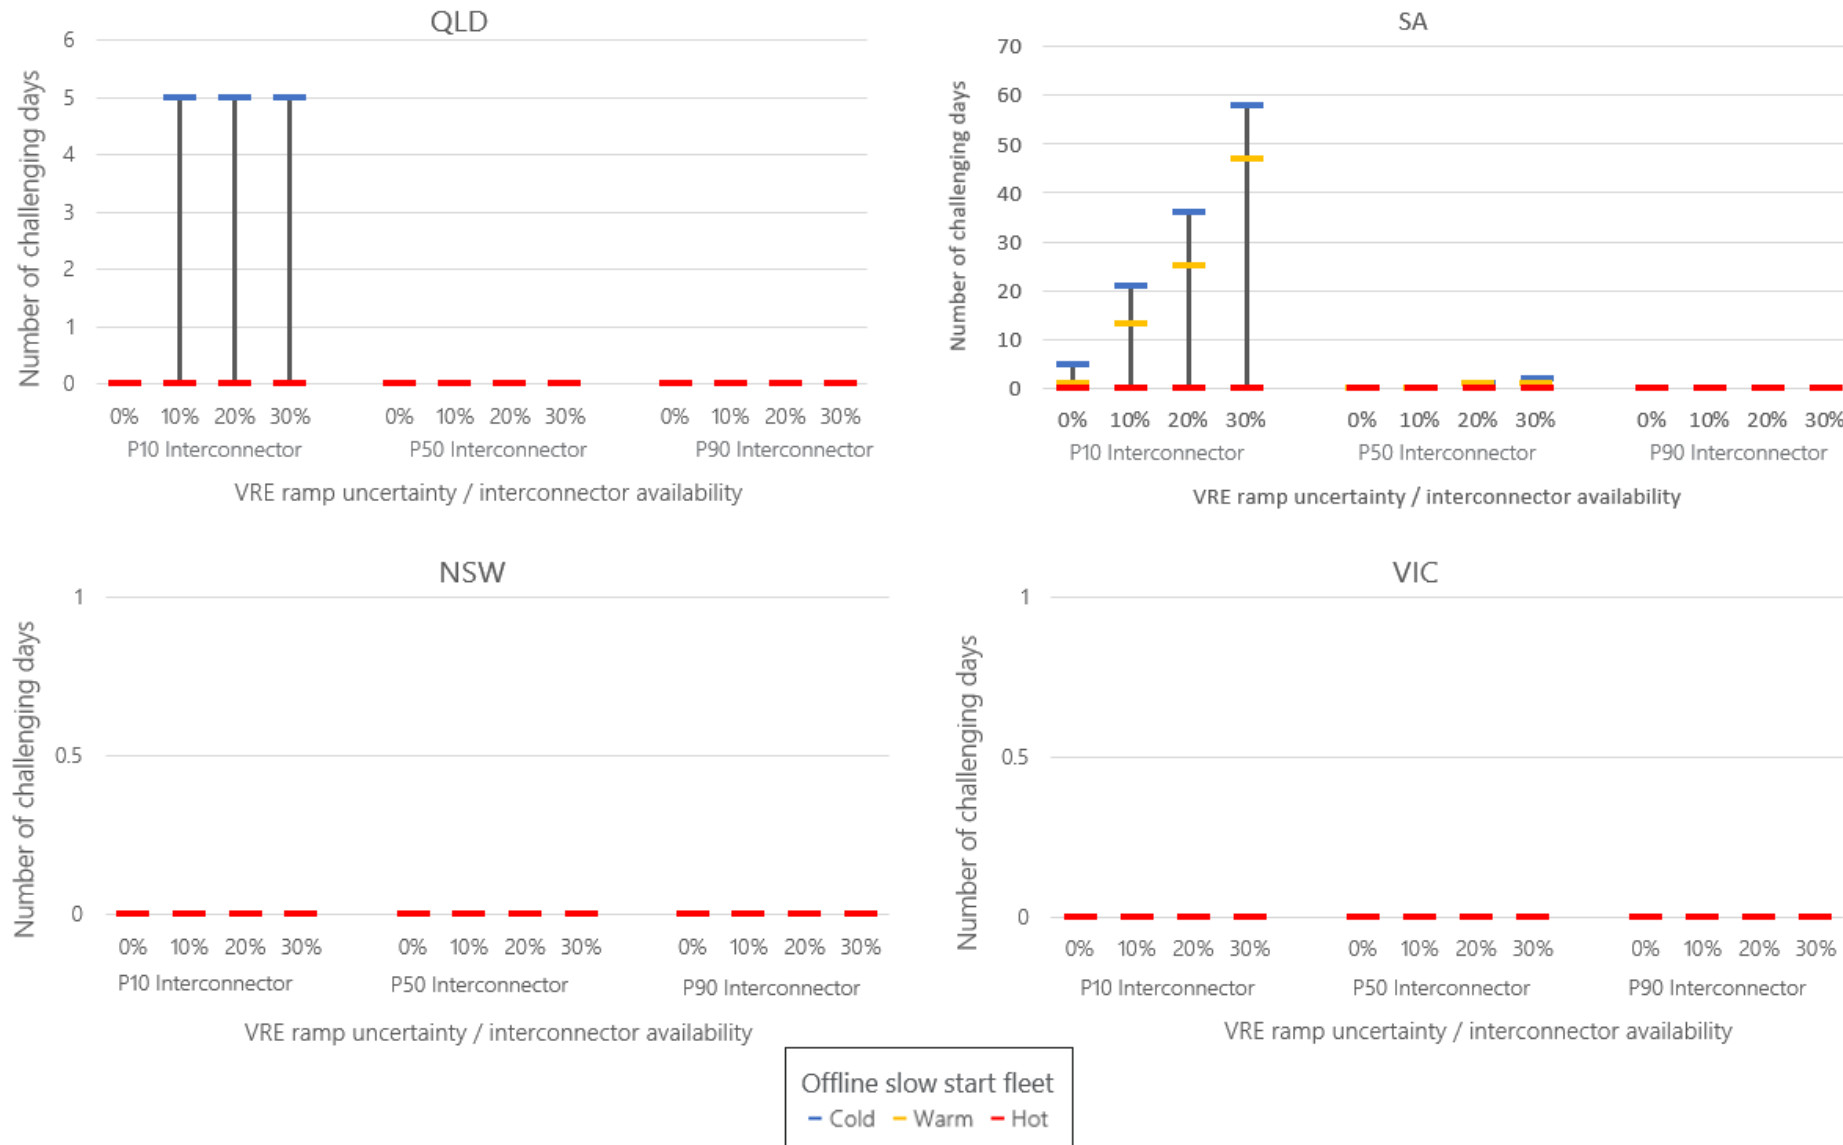 QLD
6
5
4
3
2
1
0
Number of challenging days
0% 10% 20% 30% 0% 10% 20% 30% 0% 10% 20% 30%
P10 Interconnector P50 Interconnector P90 Interconnector
VRE ramp uncertainty / interconnector availability
SA
70
60
50
40
30
20
10
0
Number of challenging days
0% 10% 20% 30% 0% 10% 20% 30% 0% 10% 20% 30%
P10 Interconnector P50 Interconnector P90 Interconnector
VRE ramp uncertainty / interconnector availability
NSW
1
0.5
0
Number of challenging days
0% 10% 20% 30% 0% 10% 20% 30% 0% 10% 20% 30%
P10 Interconnector P50 Interconnector P90 Interconnector
VRE ramp uncertainty / interconnector availability
VIC
1
0.5
0
Number of challenging days
0% 10% 20% 30% 0% 10% 20% 30% 0% 10% 20% 30%
P10 Interconnector P50 Interconnector P90 Interconnector
VRE ramp uncertainty / interconnector availability
Offline slow start fleet
Cold Warm Hot